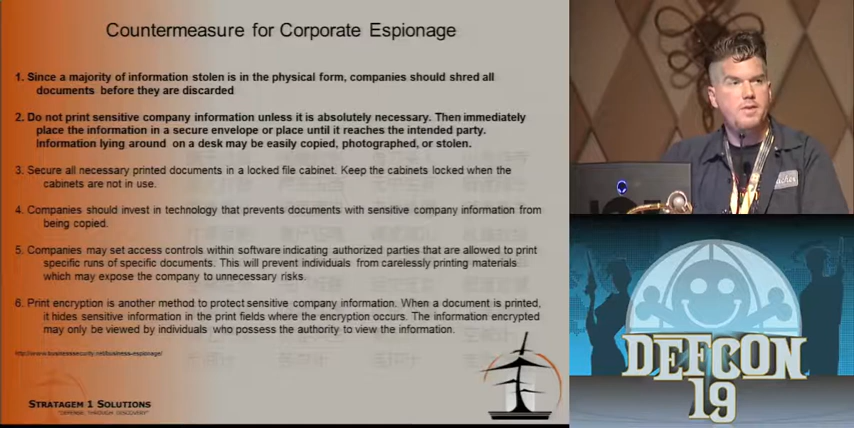 Countermeasure for Corporate Espionage
1. Since a majority of information stolen is in the physical form, companies should shred all
documents before they are discarded
2. Do not print sensitive company information unless it is absolutely necessary. Then immediately
place the information in a secure envelope or place until it reaches the intended party.
Information lying around on a desk may be easily copied, photographed, or stolen.
3. Secure all necessary printed documents in a locked file cabinet. Keep the cabinets locked when the
cabinets are not in use.
4. Companies should invest in technology that prevents documents with sensitive company information from
being copied.
5. Companies may set access controls within software indicating authorized parties that are allowed to print
specific runs of specific documents. This will prevent individuals from carelessly printing materials
which may expose the company to unnecessary risks.
6. Print encryption is another method to protect sensitive company information. When a document is printed,
it hides sensitive information in the print fields where the encryption occurs. The information encrypted
may only be viewed by individuals who possess the authority to view the information.
http://www.businesssecurity.net/business-espionage/
STRATAGEM 1 SOLUTIONS
"DEFENSE THROUGH DISCOVERY"
DEFCON
19